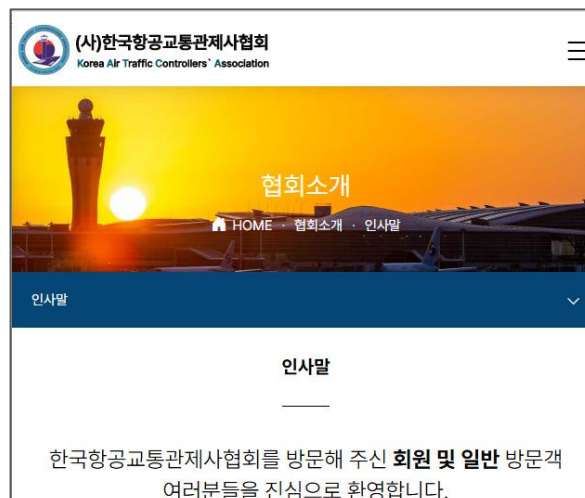 (사)한국항공교통관제사협회
Korea Air Traffic Controllers` Association
협회소개
HOME · 협회소개 · 인사말
인사말
인사말
한국항공교통관제사협회를 방문해 주신 회원 및 일반 방문객
여러분들을 진심으로 환영합니다.